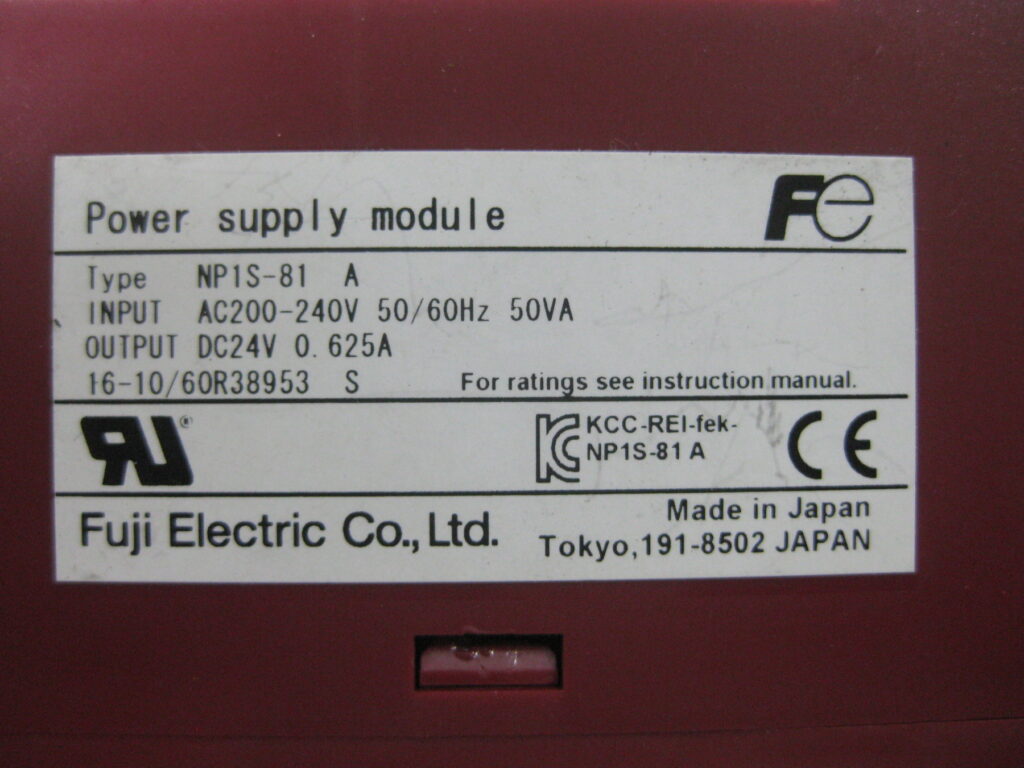 Power supply module
Fe
Type NP1S-81 A
INPUT AC200-240V 50/60Hz 50VA
OUTPUT DC24V 0.625A
16-10/60R38953 S For ratings see instruction manual.
RU®
KC KCC-REI-fek-
NP1S-81 A
CE
Fuji Electric Co., Ltd.
Made in Japan
Tokyo,191-8502 JAPAN